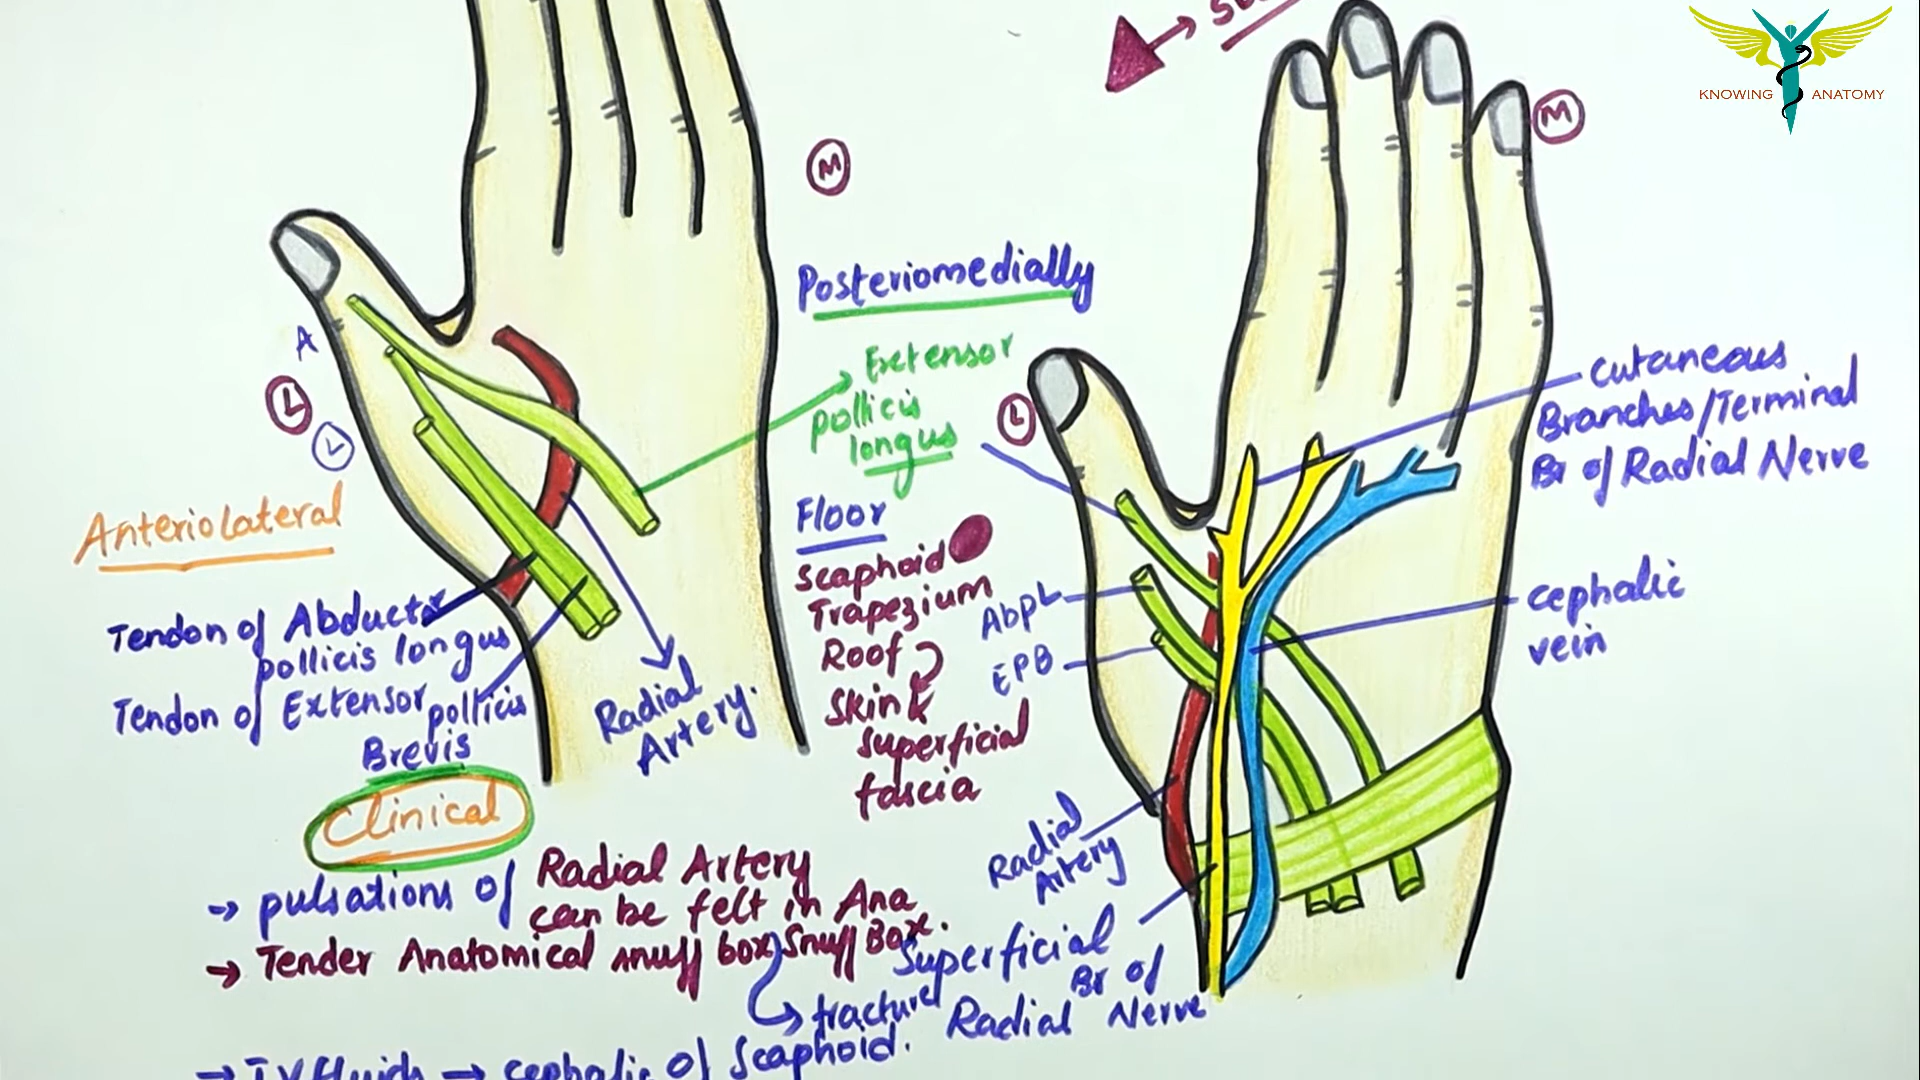 KNOWING ANATOMY
M
M
A
L
L
L
Posteriomedially
Extensor
pollicis
longus
Anteriolateral
Tendon of Abductor
pollicis longus
Tendon of Extensor pollicis
Brevis
Radial
Artery.
Floor
Scaphoid
Trapezium
Roof
Skin &
superficial
fascia
AbpL
EPB
Cutaneous
Branches/Terminal
Br of Radial Nerve
cephalic
vein
Radial
Artery
Superficial
Br of
Radial Nerve
Clinical
→ pulsations of Radial Artery
can be felt in Ana
Snuff Box.
→ Tender Anatomical snuff box
fracture
of Scaphoid.
→ IV fluids → cephalic